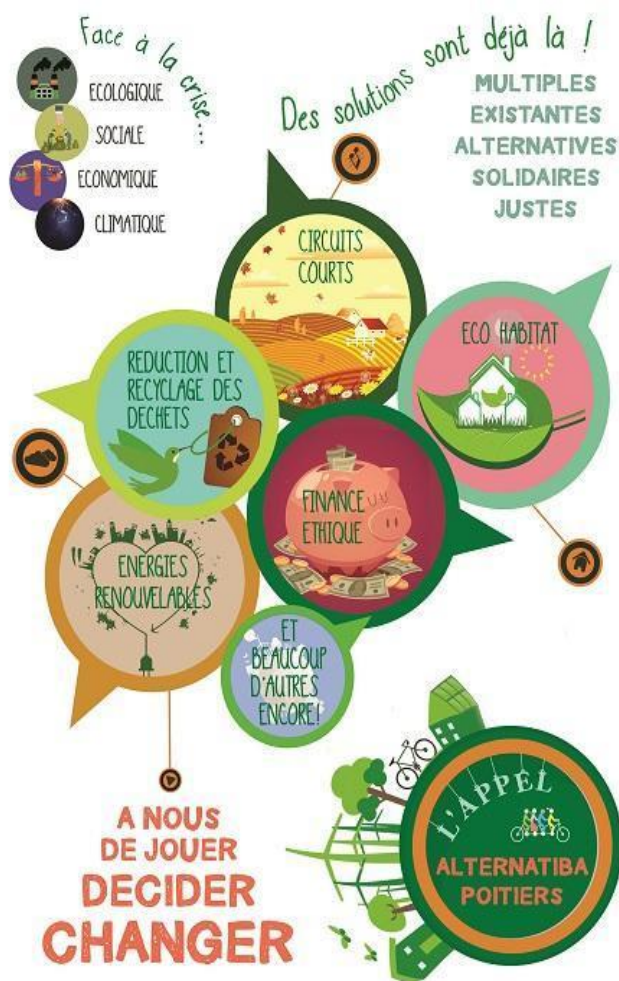 Face à la crise...
ECOLOGIQUE
SOCIALE
ECONOMIQUE
CLIMATIQUE
Des solutions sont déjà là !
MULTIPLES
EXISTANTES
ALTERNATIVES
SOLIDAIRES
JUSTES
CIRCUITS
COURTS
ECO HABITAT
REDUCTION ET
RECYCLAGE DES
DECHETS
FINANCE
ETHIQUE
ENERGIES
RENOUVELABLES
ET
BEAUCOUP
D'AUTRES
ENCORE!
A NOUS
DE JOUER
DECIDER
CHANGER
L'APPEL
ALTERNATIBA
POITIERS